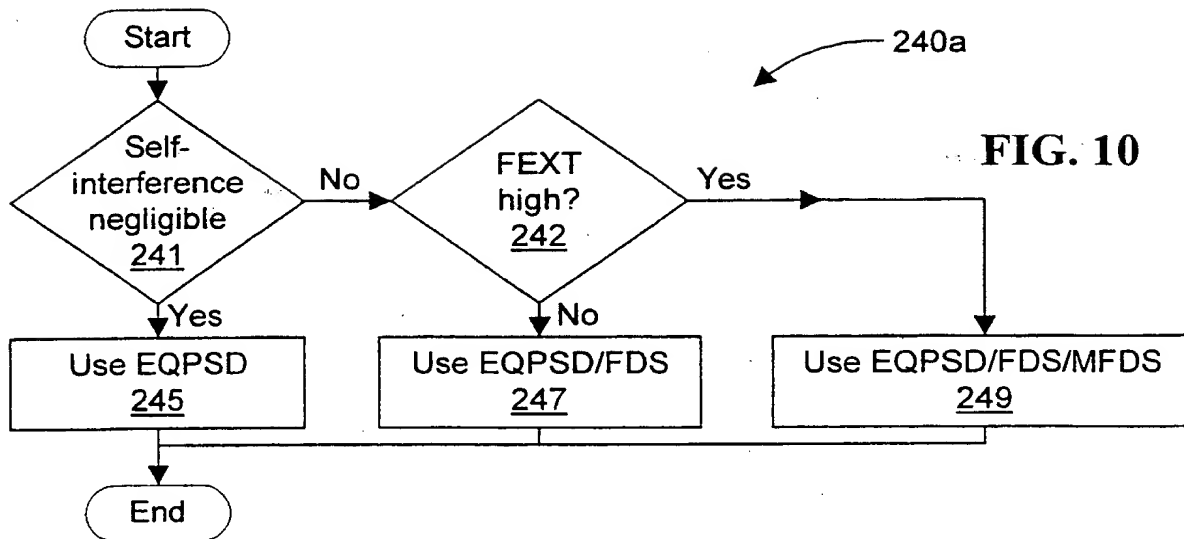 Start
240a
FIG. 10
Self-
interference
negligible
241
No
FEXT
high?
242
Yes
Yes
No
Use EQPSD
245
Use EQPSD/FDS
247
Use EQPSD/FDS/MFDS
249
End